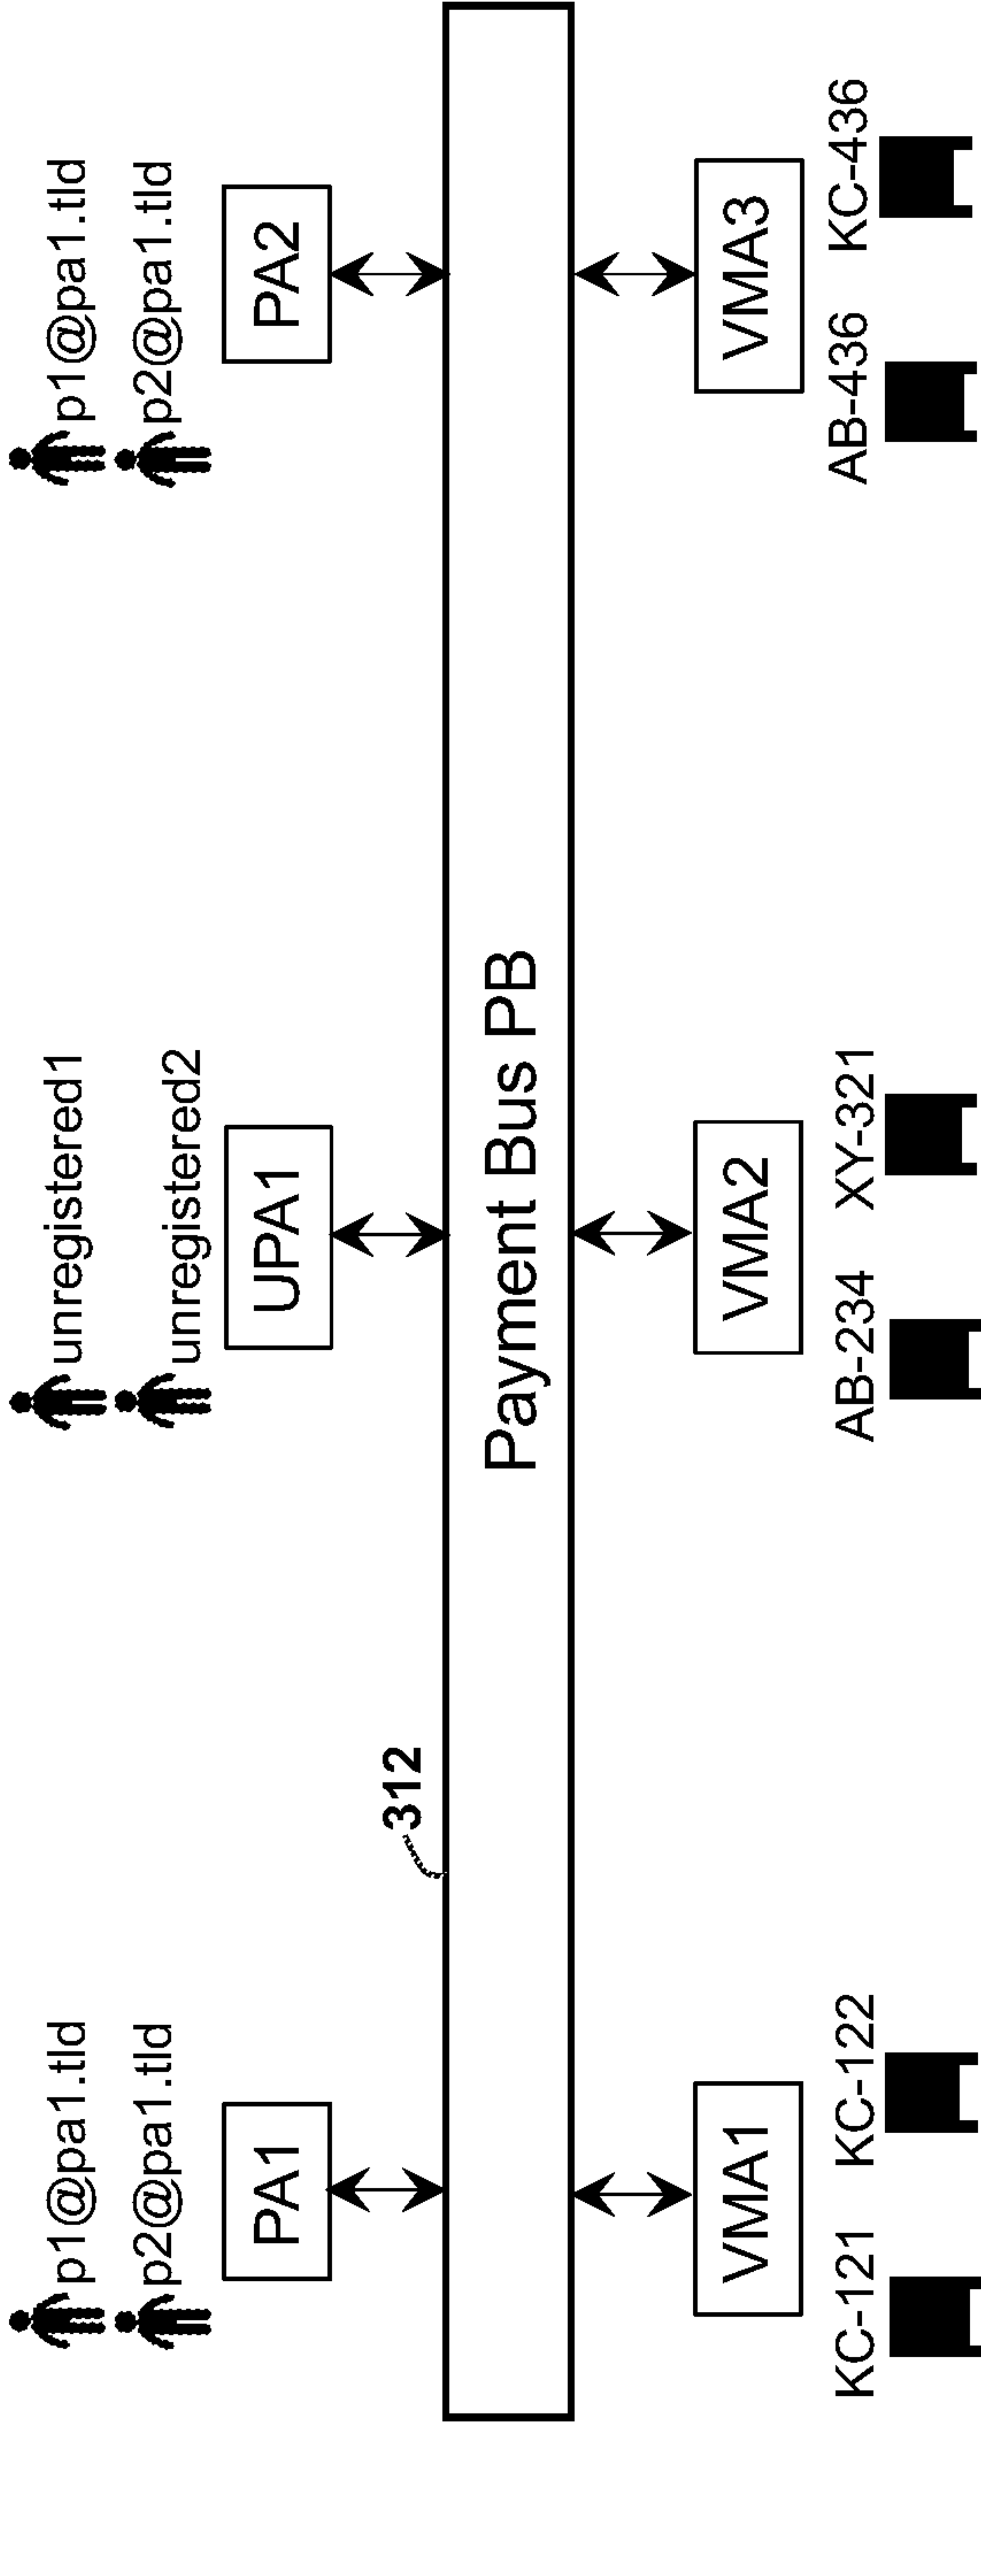 p1@pa1.tld
p2@pa1.tld
unregistered1
unregistered2
p1@pa1.tld
p2@pa1.tld
PA1
UPA1
PA2
312
Payment Bus PB
VMA1
VMA2
VMA3
KC-121
KC-122
AB-234
XY-321
AB-436
KC-436